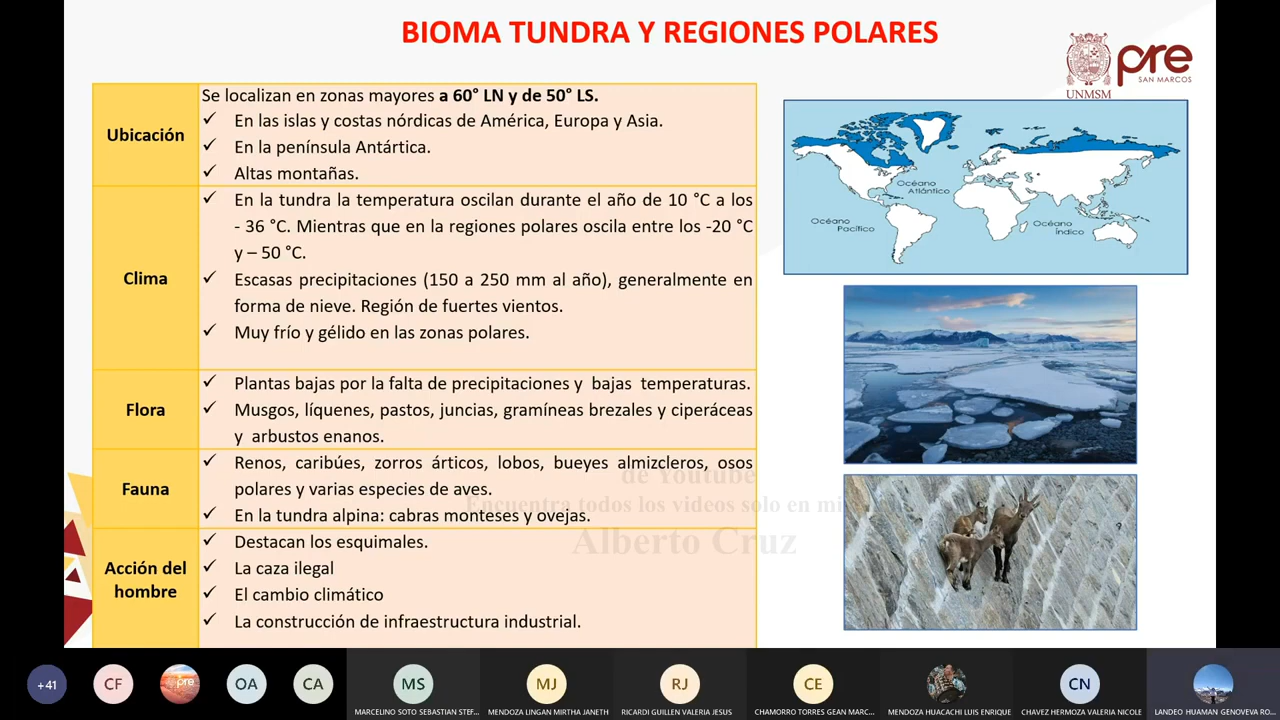 BIOMA TUNDRA Y REGIONES POLARES
pre
SAN MARCOS
UNMSM
Ubicación
Se localizan en zonas mayores a 60° LN y de 50° LS.
✓ En las islas y costas nórdicas de América, Europa y Asia.
✓ En la península Antártica.
✓ Altas montañas.
Clima
✓ En la tundra la temperatura oscilan durante el año de 10 °C a los
- 36 °C. Mientras que en la regiones polares oscila entre los -20 °C
y – 50 °C.
✓ Escasas precipitaciones (150 a 250 mm al año), generalmente en
forma de nieve. Región de fuertes vientos.
✓ Muy frío y gélido en las zonas polares.
Flora
✓ Plantas bajas por la falta de precipitaciones y bajas temperaturas.
✓ Musgos, líquenes, pastos, juncias, gramíneas brezales y ciperáceas
y arbustos enanos.
Fauna
✓ Renos, caribúes, zorros árticos, lobos, bueyes almizcleros, osos
polares y varias especies de aves.
✓ En la tundra alpina: cabras monteses y ovejas.
Acción del
hombre
✓ Destacan los esquimales.
✓ La caza ilegal
✓ El cambio climático
✓ La construcción de infraestructura industrial.
Océano
Atlántico
Océano
Pacífico
Océano
Índico
de Youtube
Encuentra todos los videos solo en mi
Alberto Cruz
+41
CF
pre
OA
CA
MS
MARCELINO SOTO SEBASTIAN STEF...
MJ
MENDOZA LINGAN MIRTHA JANETH
RJ
RICARDI GUILLEN VALERIA JESUS
CE
CHAMORRO TORRES GEAN MARC...
MENDOZA HUACACHI LUIS ENRIQUE
CN
CHAVEZ HERMOZA VALERIA NICOLE
LANDEO HUAMAN GENOVEVA RO...